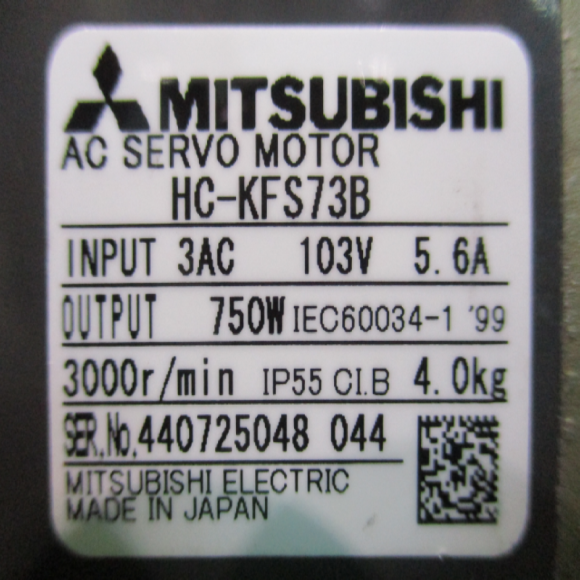 MITSUBISHI
AC SERVO MOTOR
HC-KFS73B
INPUT 3AC 103V 5.6A
OUTPUT 750W IEC60034-1 '99
3000r/min IP55 CI.B 4.0kg
SER.No.440725048 044
MITSUBISHI ELECTRIC
MADE IN JAPAN